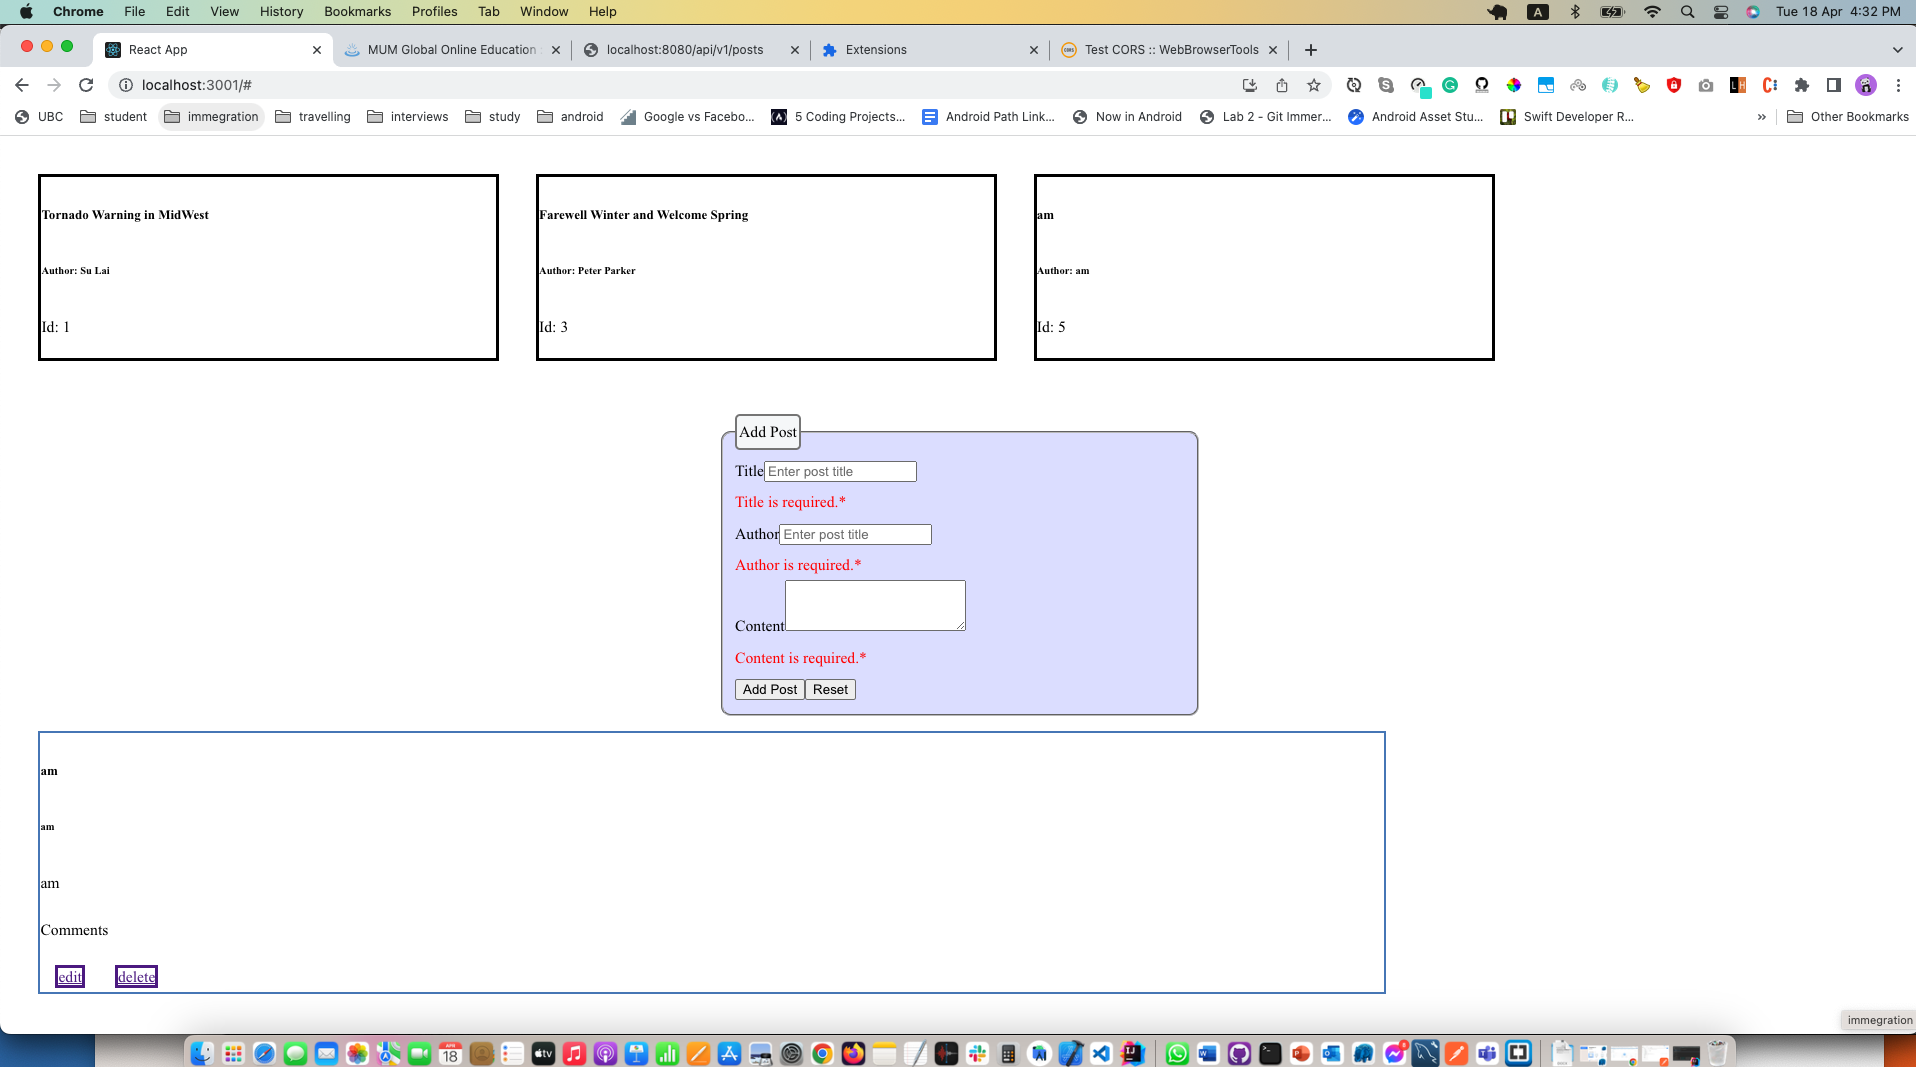 Chrome File Edit View History Bookmarks Profiles Tab Window Help A Tue 18 Apr 4:32 PM
React App MUM Global Online Education localhost:8080/api/v1/posts Extensions Test CORS :: WebBrowserTools
localhost:3001/#
UBC student immegration travelling interviews study android Google vs Facebo... 5 Coding Projects... Android Path Link... Now in Android Lab 2 - Git Immer... Android Asset Stu... Swift Developer R... » Other Bookmarks
Tornado Warning in MidWest
Author: Su Lai
Id: 1
Farewell Winter and Welcome Spring
Author: Peter Parker
Id: 3
am
Author: am
Id: 5
Add Post
Title Enter post title
Title is required.*
Author Enter post title
Author is required.*
Content
Content is required.*
Add Post Reset
am
am
am
Comments
edit delete
immegration
APR
18
tv